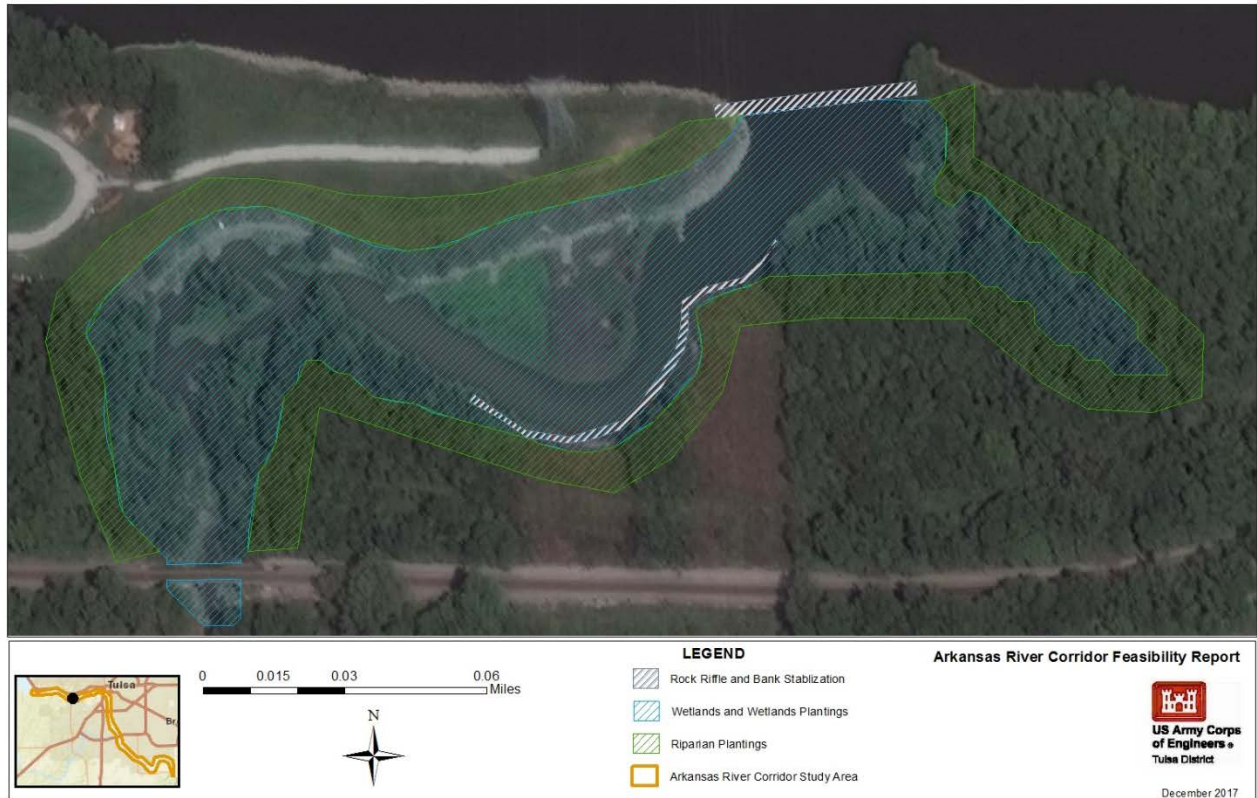 LEGEND
Arkansas River Corridor Feasibility Report
Tulsa
0 0.015 0.03 0.06
Miles
N
Rock Riffle and Bank Stablization
Wetlands and Wetlands Plantings
Riparian Plantings
Arkansas River Corridor Study Area
US Army Corps
of Engineers ®
Tulsa District
December 2017